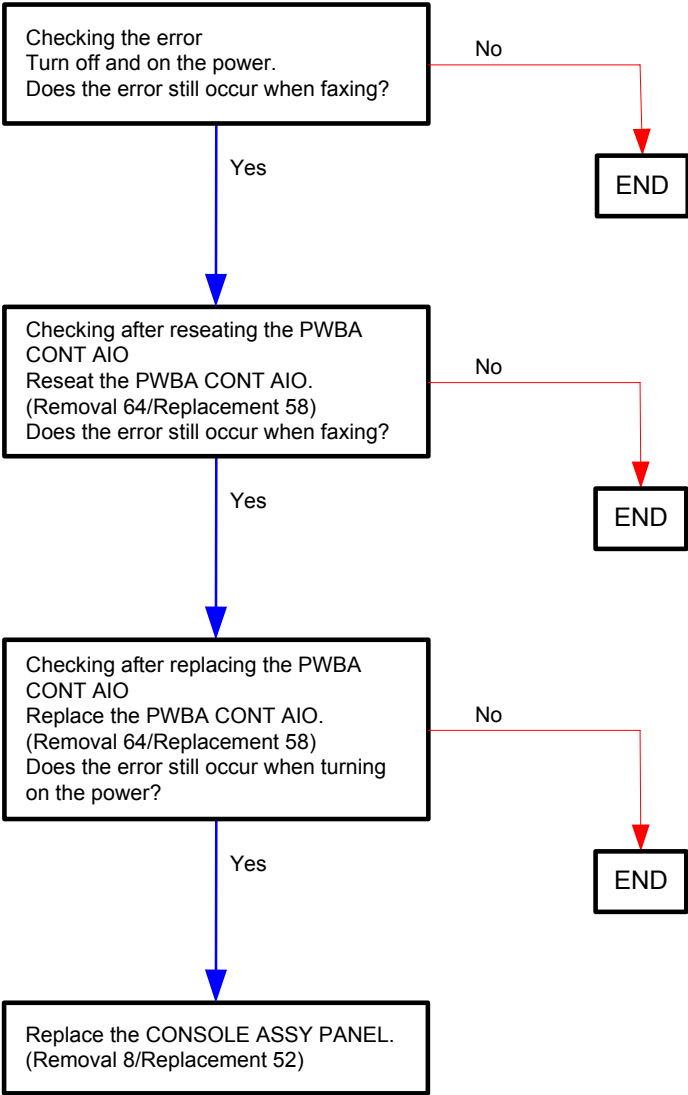 Checking the error
Turn off and on the power.
Does the error still occur when faxing?
No
END
Yes
Checking after reseating the PWBA
CONT AIO
Reseat the PWBA CONT AIO.
(Removal 64/Replacement 58)
Does the error still occur when faxing?
No
END
Yes
Checking after replacing the PWBA
CONT AIO
Replace the PWBA CONT AIO.
(Removal 64/Replacement 58)
Does the error still occur when turning
on the power?
No
END
Yes
Replace the CONSOLE ASSY PANEL.
(Removal 8/Replacement 52)